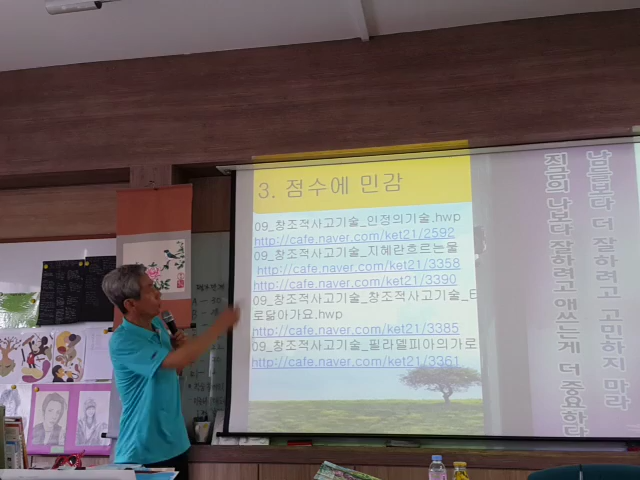 3. 점수에 민감
09_창조적사고기술_인정의기술.hwp
http://cafe.naver.com/ket21/2592
09_창조적사고기술_지혜란흐르는물
http://cafe.naver.com/ket21/3358
http://cafe.naver.com/ket21/3390
09_창조적사고기술_창조적사고기술_
로닮아가요.hwp
http://cafe.naver.com/ket21/3385
09_창조적사고기술_필라델피아의가로
http://cafe.naver.com/ket21/3361
남들보다 더 잘하려고 고민하지 마라
지금의 나보다 잘하려고 애쓰는게 더 중요하다